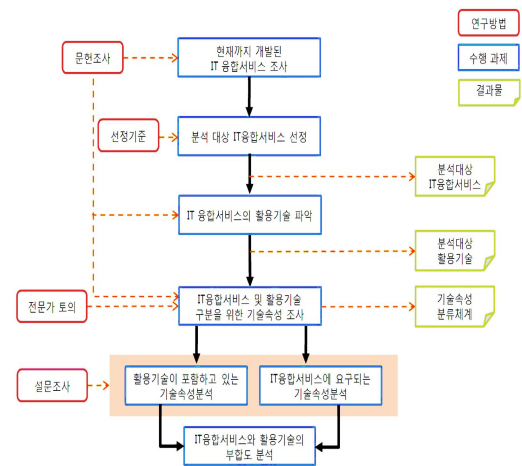 연구방법
문헌조사
현재까지 개발된
IT 융합서비스 조사
수행 과제
결과물
선정기준
분석 대상 IT융합서비스 선정
분석대상
IT융합서비스
IT 융합서비스의 활용기술 파악
분석대상
활용기술
전문가 토의
IT융합서비스 및 활용기술
구분을 위한 기술속성 조사
기술속성
분류체계
설문조사
활용기술이 포함하고 있는
기술속성분석
IT융합서비스에 요구되는
기술속성분석
IT융합서비스와 활용기술의
부합도 분석